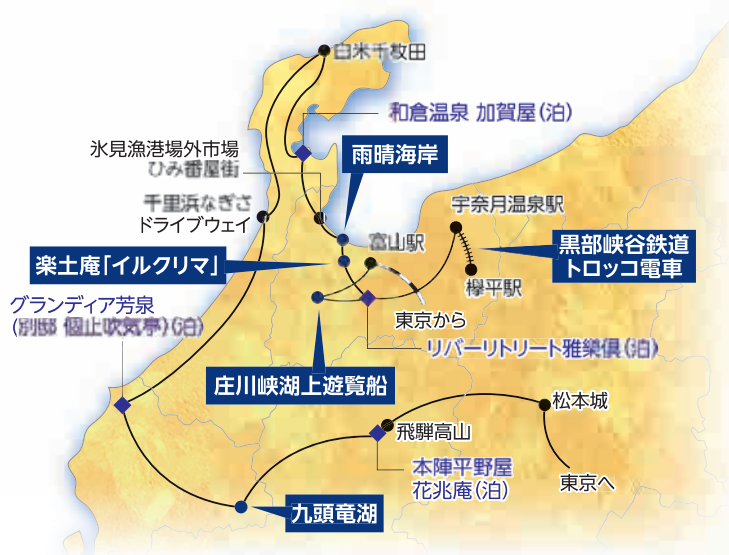 白米千枚田
和倉温泉 加賀屋(泊)
氷見漁港場外市場
ひみ番屋街
雨晴海岸
千里浜なぎさ
ドライブウェイ
宇奈月温泉駅
富山駅
黒部峡谷鉄道
トロッコ電車
楽土庵「イルクリマ」
欅平駅
グランディア芳泉
(別邸 個止吹気亭)(泊)
東京から
リバーリトリート雅樂倶(泊)
庄川峡湖上遊覧船
松本城
飛騨高山
本陣平野屋
花兆庵(泊)
東京へ
九頭竜湖